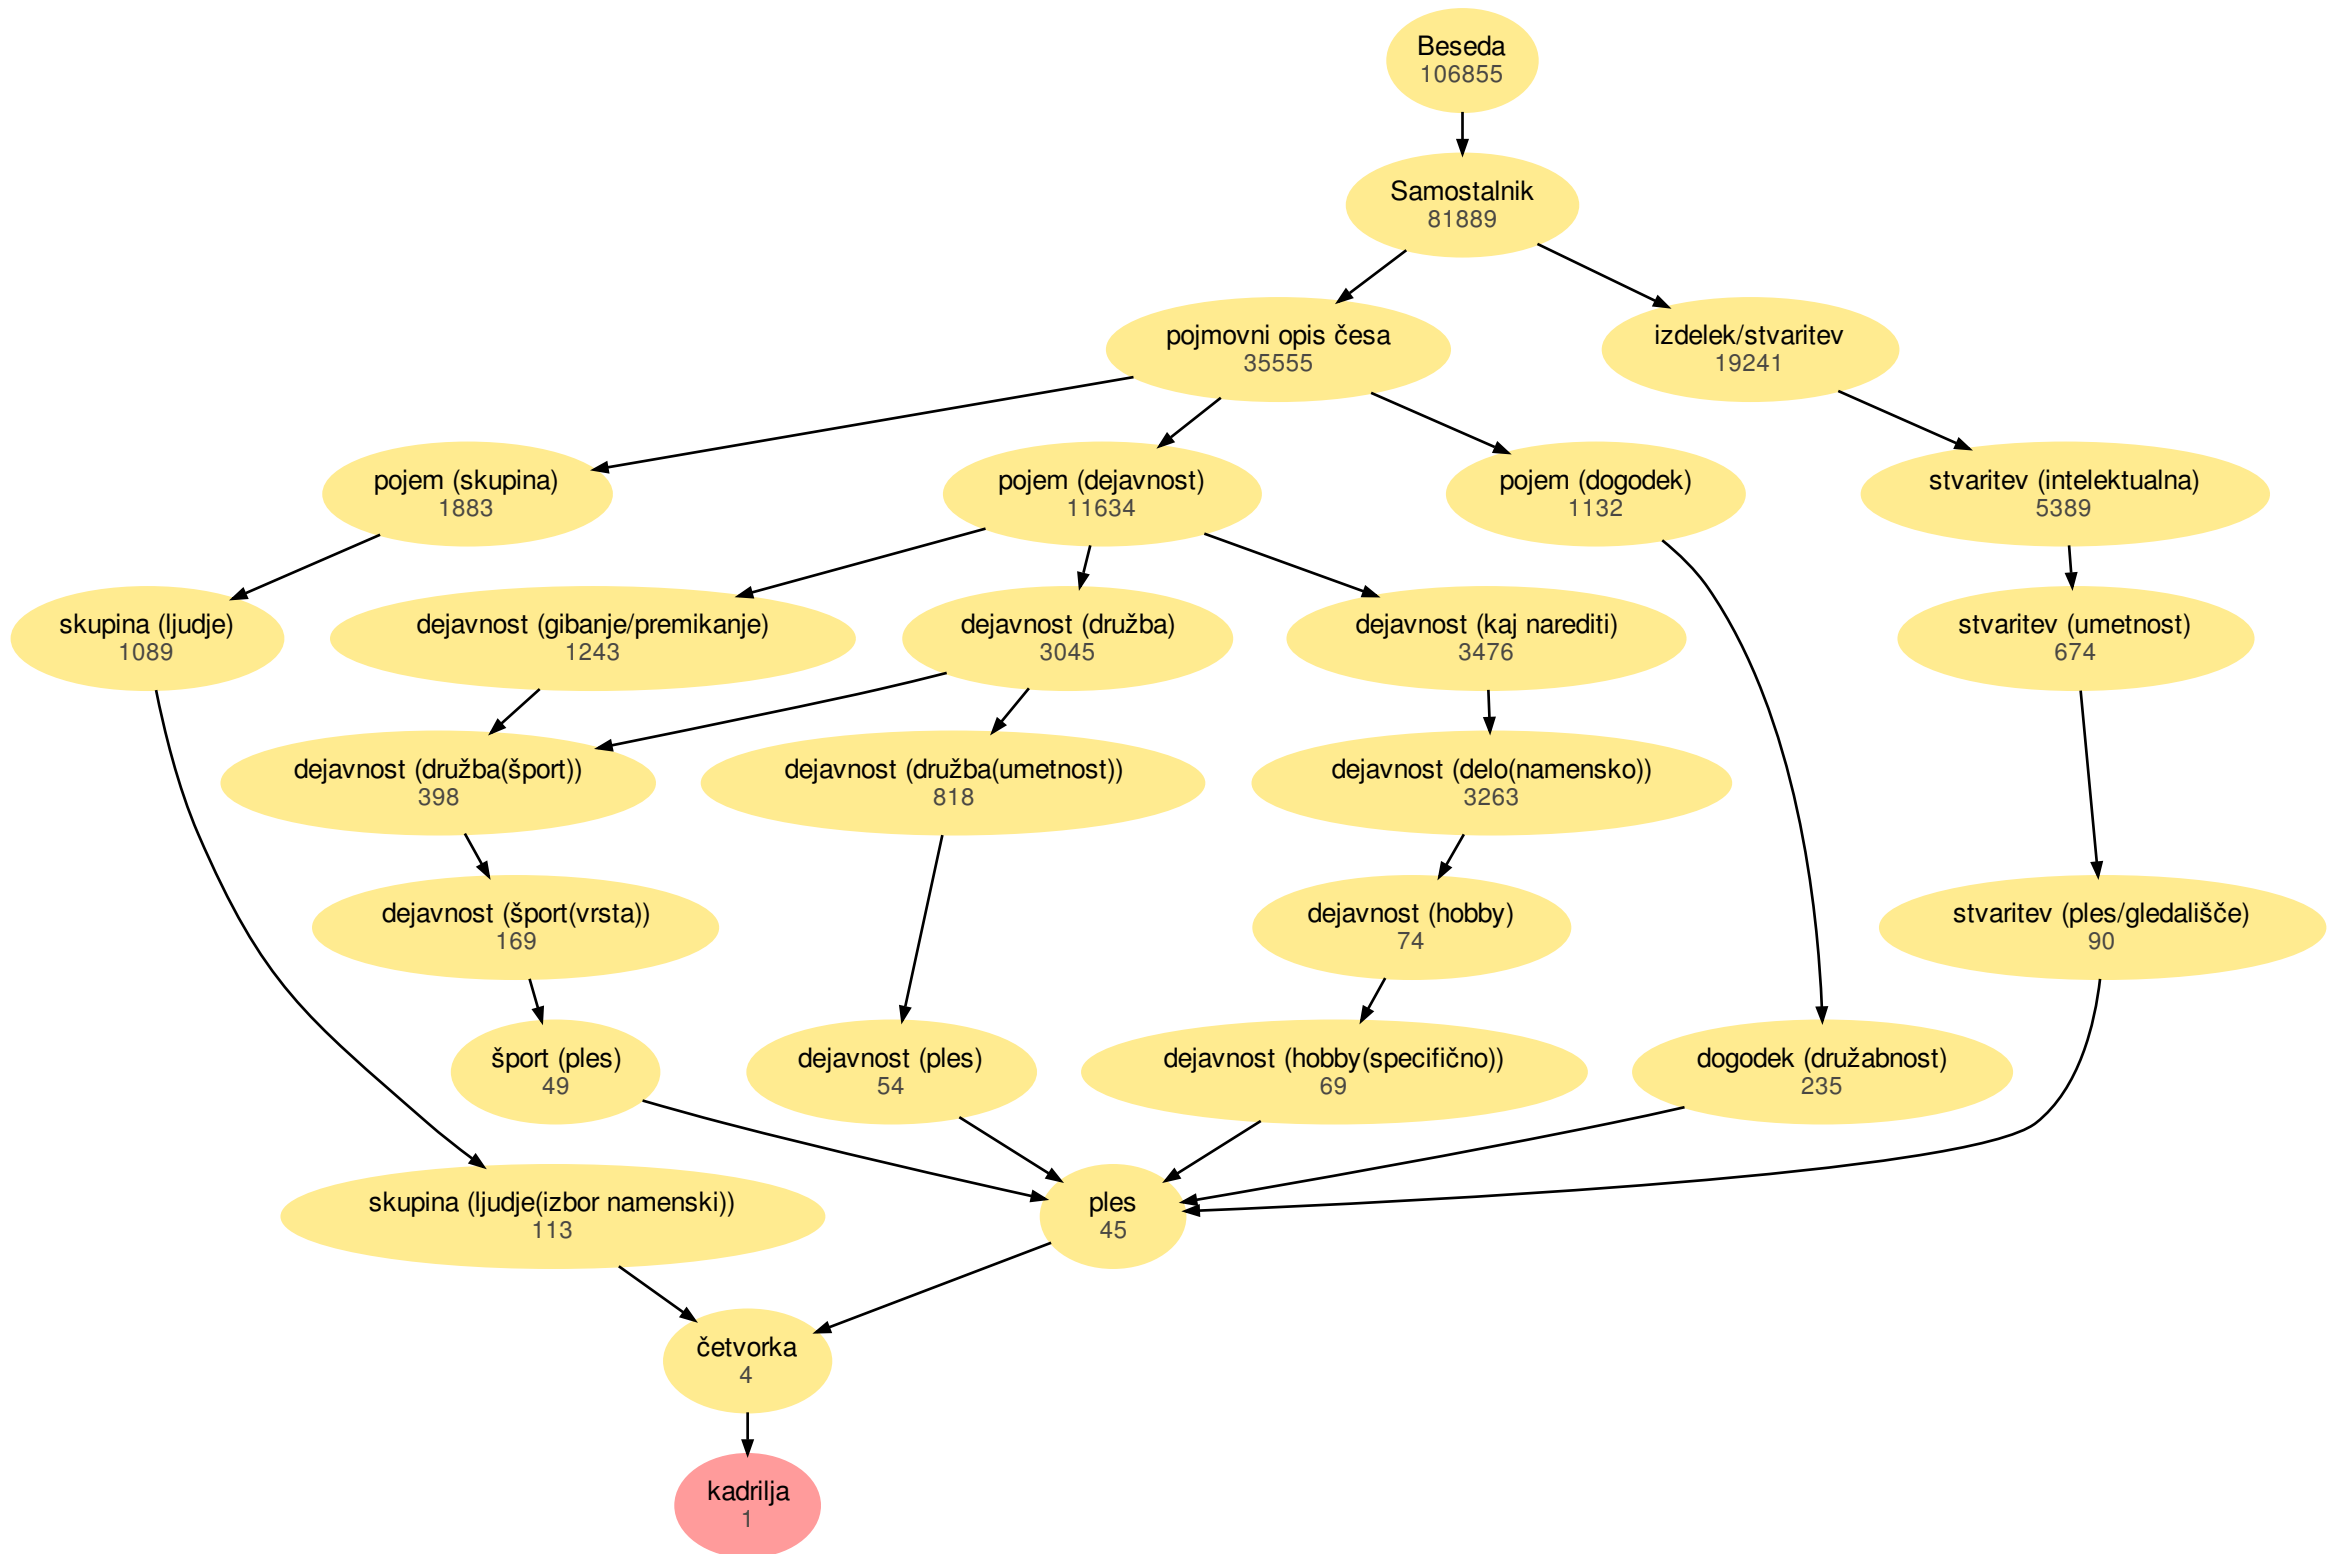 Beseda
106855
Samostalnik
81889
pojmovni opis česa
35555
izdelek/stvaritev
19241
pojem (skupina)
1883
pojem (dejavnost)
11634
pojem (dogodek)
1132
stvaritev (intelektualna)
5389
skupina (ljudje)
1089
dejavnost (gibanje/premikanje)
1243
dejavnost (družba)
3045
dejavnost (kaj narediti)
3476
stvaritev (umetnost)
674
dejavnost (družba(šport))
398
dejavnost (družba(umetnost))
818
dejavnost (delo(namensko))
3263
dejavnost (šport(vrsta))
169
dejavnost (hobby)
74
stvaritev (ples/gledališče)
90
šport (ples)
49
dejavnost (ples)
54
dejavnost (hobby(specifično))
69
dogodek (družabnost)
235
skupina (ljudje(izbor namenski))
113
ples
45
četvorka
4
kadrilja
1